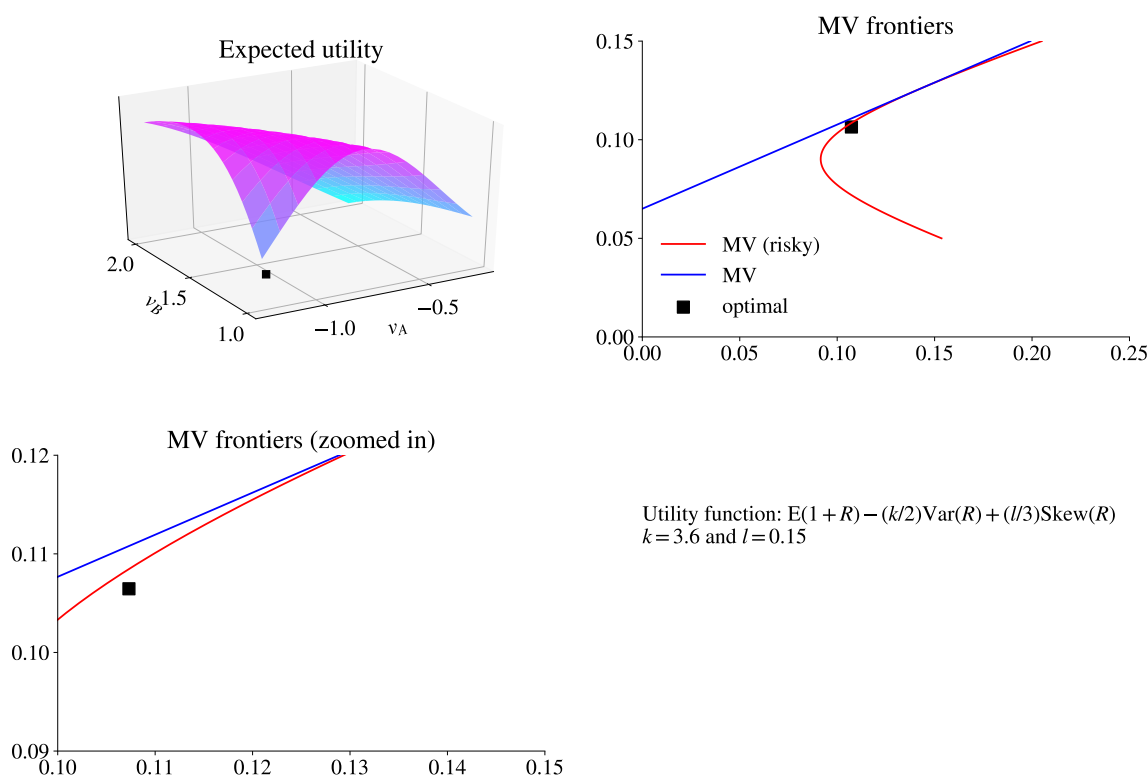 Expected utility
2.0
1.5
1.0
ν_B
−1.0
−0.5
ν_A
MV frontiers
0.15
0.10
0.05
0.00
MV (risky)
MV
optimal
0.00 0.05 0.10 0.15 0.20 0.25
MV frontiers (zoomed in)
0.12
0.11
0.10
0.09
0.10 0.11 0.12 0.13 0.14 0.15
Utility function: E(1 + R) − (k/2)Var(R) + (l/3)Skew(R)
k = 3.6 and l = 0.15